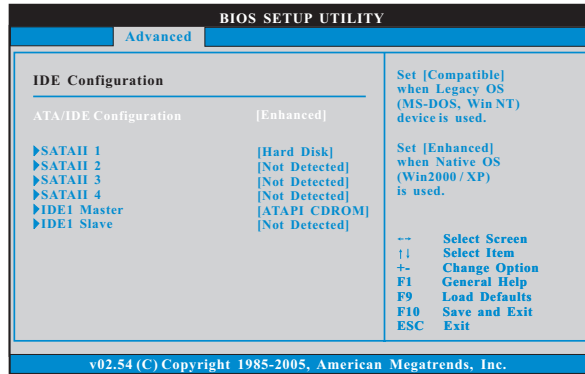 BIOS SETUP UTILITY
Advanced
IDE Configuration
ATA/IDE Configuration [Enhanced]
SATAII 1 [Hard Disk]
SATAII 2 [Not Detected]
SATAII 3 [Not Detected]
SATAII 4 [Not Detected]
IDE1 Master [ATAPI CDROM]
IDE1 Slave [Not Detected]
Set [Compatible]
when Legacy OS
(MS-DOS, Win NT)
device is used.
Set [Enhanced]
when Native OS
(Win2000 / XP)
is used.
←→ Select Screen
↑↓ Select Item
+- Change Option
F1 General Help
F9 Load Defaults
F10 Save and Exit
ESC Exit
v02.54 (C) Copyright 1985-2005, American Megatrends, Inc.